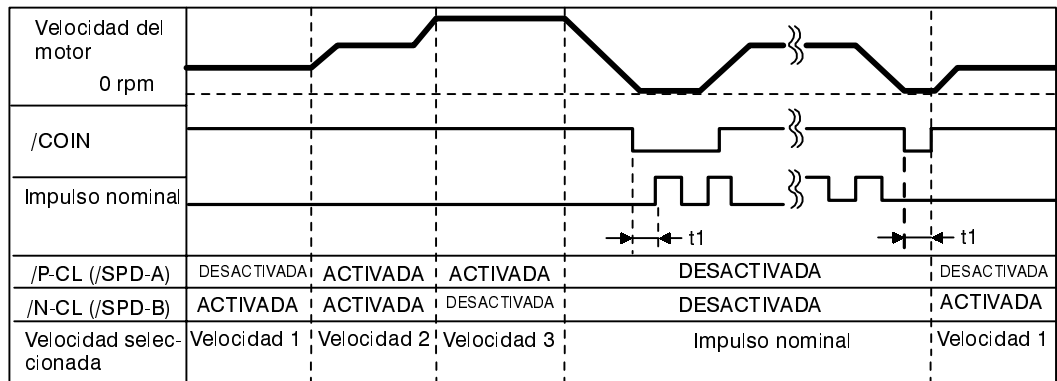 Velocidad del
motor
0 rpm
/COIN
Impulso nominal
t1
t1
/P-CL (/SPD-A) DESACTIVADA ACTIVADA ACTIVADA DESACTIVADA DESACTIVADA
/N-CL (/SPD-B) ACTIVADA ACTIVADA DESACTIVADA DESACTIVADA ACTIVADA
Velocidad selec-
cionada
Velocidad 1 Velocidad 2 Velocidad 3 Impulso nominal Velocidad 1